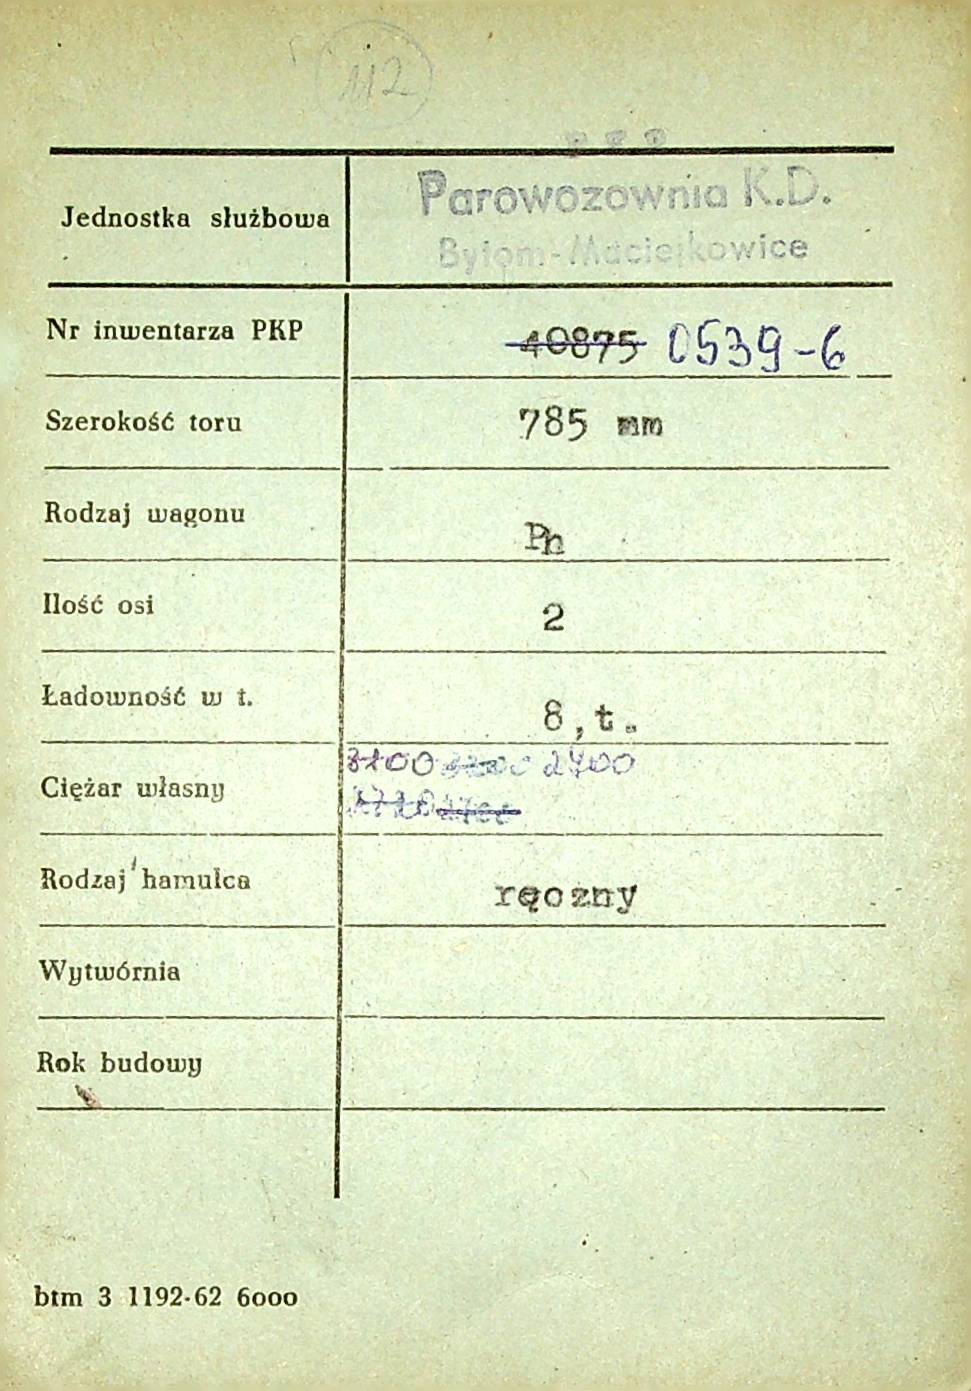 112
P K P
Jednostka służbowa Parowozownia K.D.
Bytom-Maciejkowice
Nr inwentarza PKP 40875 0539-6
Szerokość toru 785 mm
Rodzaj wagonu Ph
Ilość osi 2
Ładowność w t. 8,t.
3100 2700
Ciężar własny
Rodzaj hamulca ręczny
Wytwórnia
Rok budowy
btm 3 1192-62 6000